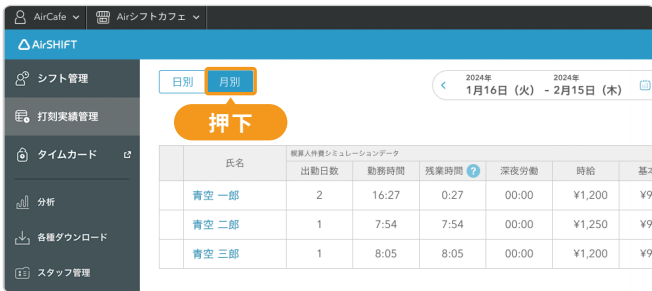 AirCafe Airシフトカフェ
AirSHIFT
シフト管理
打刻実績管理
タイムカード
分析
各種ダウンロード
スタッフ管理
日別 月別
押下
2024年 2024年
1月16日（火） - 2月15日（木）
氏名 概算人件費シミュレーションデータ
出勤日数 勤務時間 残業時間 ? 深夜労働 時給 基本
青空 一郎 2 16:27 0:27 00:00 ¥1,200 ¥9
青空 二郎 1 7:54 7:54 00:00 ¥1,250 ¥9
青空 三郎 1 8:05 8:05 00:00 ¥1,200 ¥9